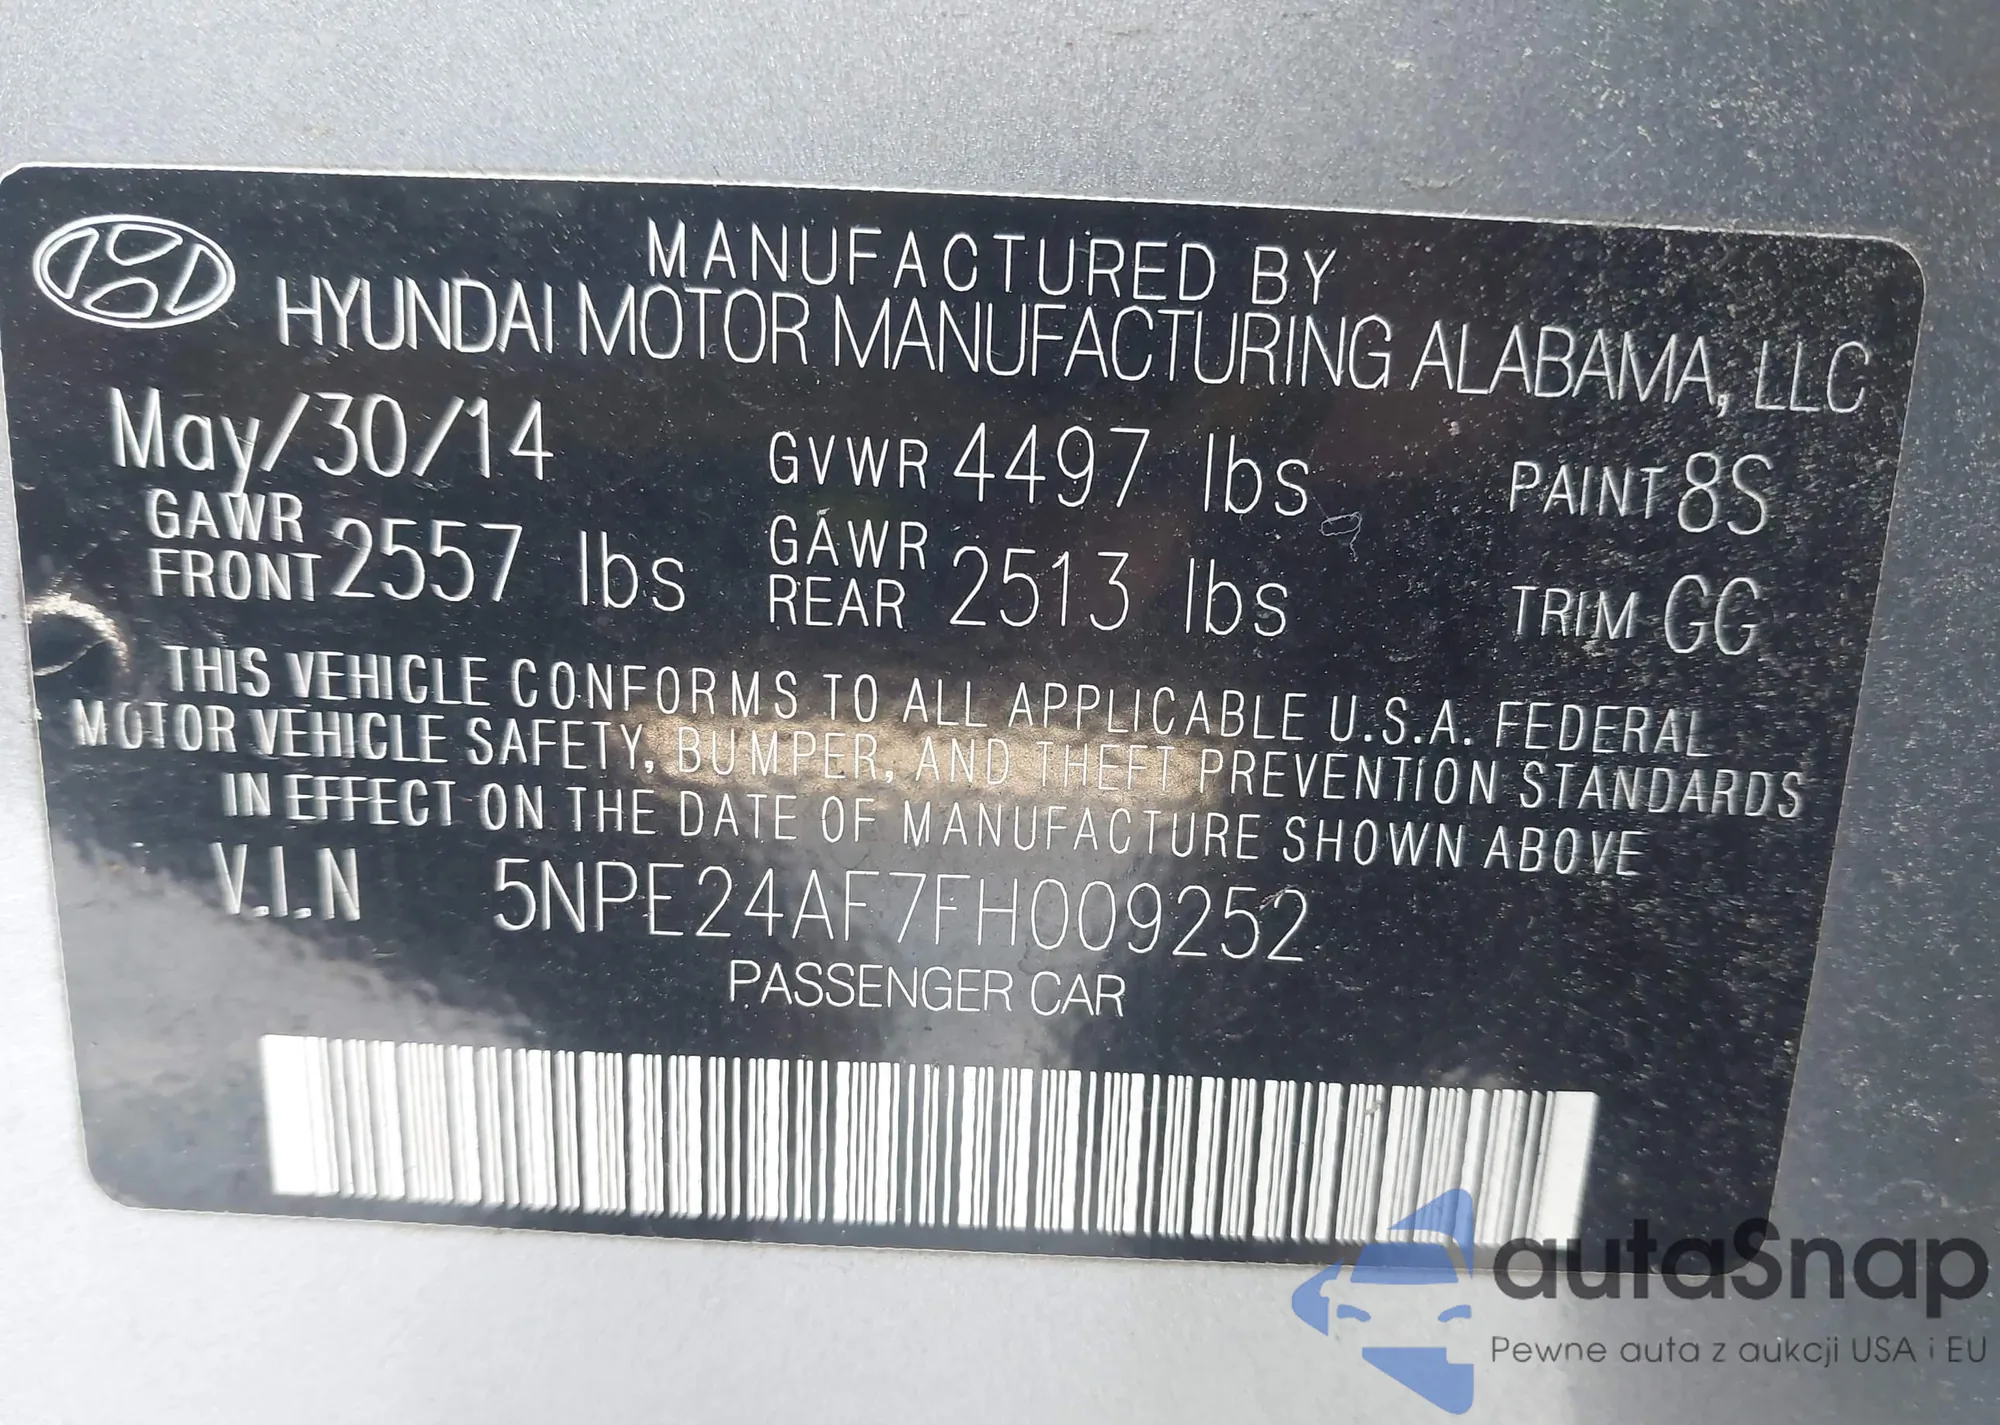 MANUFACTURED BY
HYUNDAI MOTOR MANUFACTURING ALABAMA, LLC
May/30/14 GVWR 4497 lbs PAINT 8S
GAWR FRONT 2557 lbs GAWR REAR 2513 lbs TRIM GG
THIS VEHICLE CONFORMS TO ALL APPLICABLE U.S.A. FEDERAL
MOTOR VEHICLE SAFETY, BUMPER, AND THEFT PREVENTION STANDARDS
IN EFFECT ON THE DATE OF MANUFACTURE SHOWN ABOVE
V.I.N 5NPE24AF7FH009252
PASSENGER CAR
autaSnap
Pewne auta z aukcji USA i EU